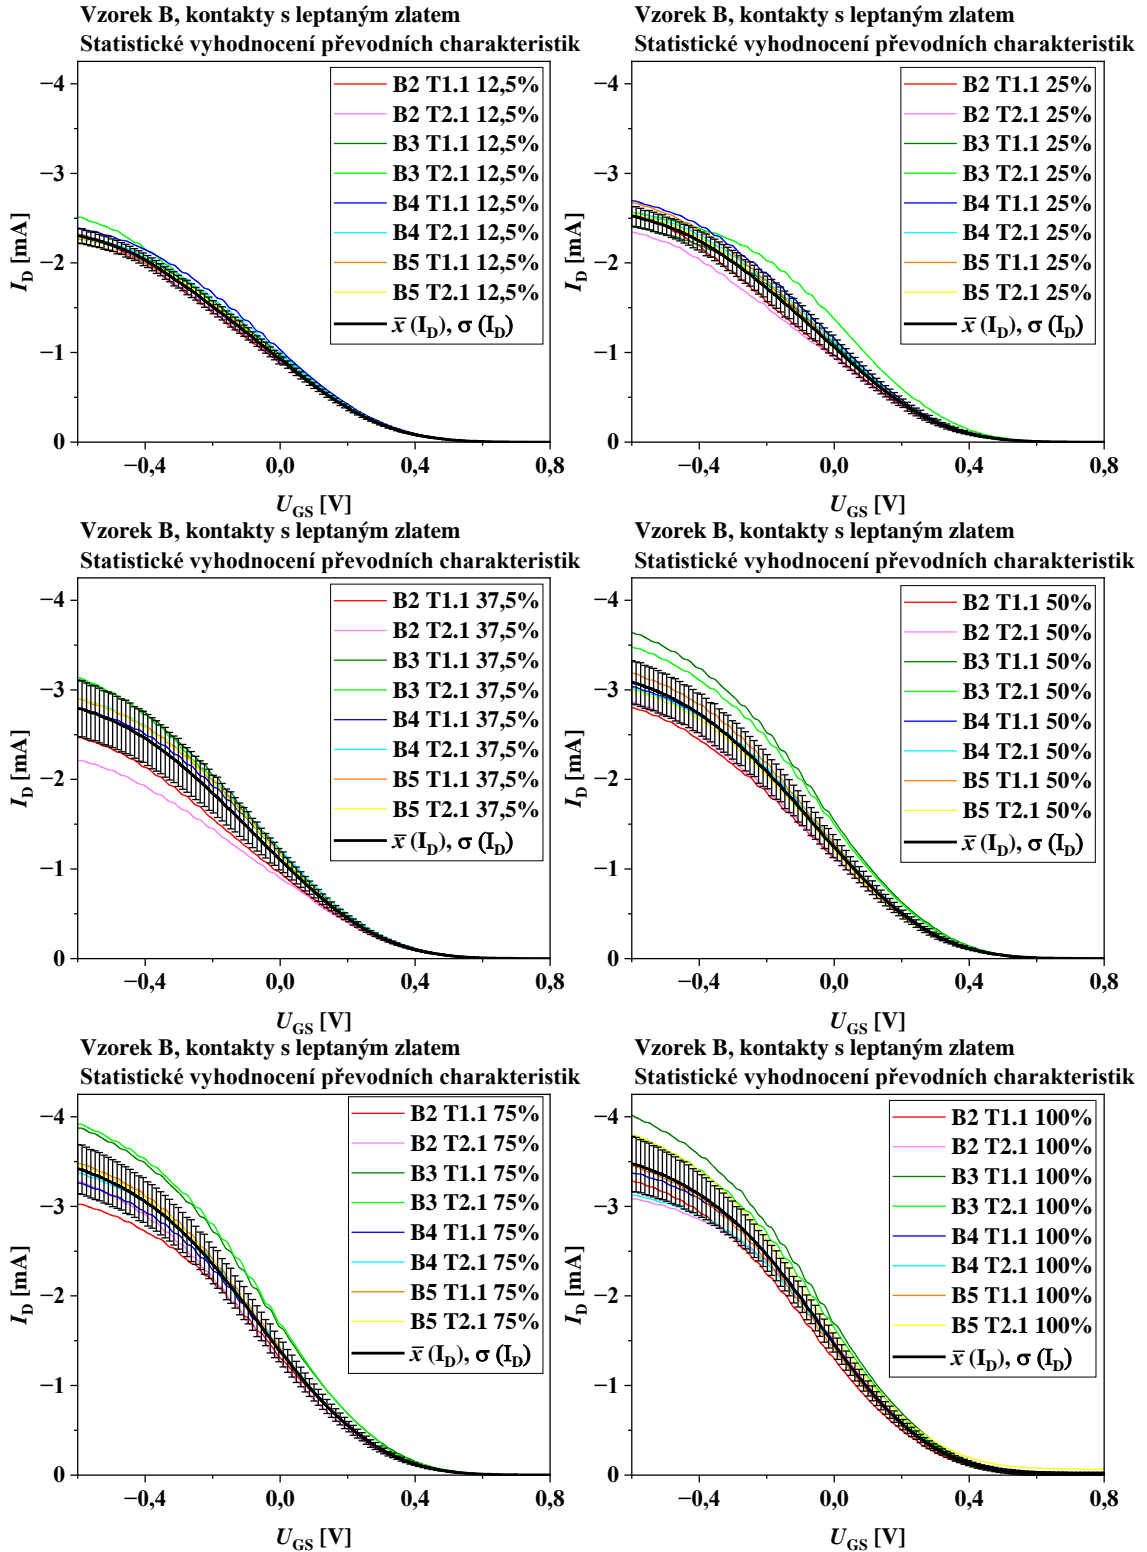 Vzorek B, kontakty s leptaným zlatem
Statistické vyhodnocení převodních charakteristik
−4
−3
−2
−1
0
I_D [mA]
B2 T1.1 12,5%
B2 T2.1 12,5%
B3 T1.1 12,5%
B3 T2.1 12,5%
B4 T1.1 12,5%
B4 T2.1 12,5%
B5 T1.1 12,5%
B5 T2.1 12,5%
x̅ (I_D), σ (I_D)
−0,4 0,0 0,4 0,8
U_GS [V]
Vzorek B, kontakty s leptaným zlatem
Statistické vyhodnocení převodních charakteristik
−4
−3
−2
−1
0
I_D [mA]
B2 T1.1 25%
B2 T2.1 25%
B3 T1.1 25%
B3 T2.1 25%
B4 T1.1 25%
B4 T2.1 25%
B5 T1.1 25%
B5 T2.1 25%
x̅ (I_D), σ (I_D)
−0,4 0,0 0,4 0,8
U_GS [V]
Vzorek B, kontakty s leptaným zlatem
Statistické vyhodnocení převodních charakteristik
−4
−3
−2
−1
0
I_D [mA]
B2 T1.1 37,5%
B2 T2.1 37,5%
B3 T1.1 37,5%
B3 T2.1 37,5%
B4 T1.1 37,5%
B4 T2.1 37,5%
B5 T1.1 37,5%
B5 T2.1 37,5%
x̅ (I_D), σ (I_D)
−0,4 0,0 0,4 0,8
U_GS [V]
Vzorek B, kontakty s leptaným zlatem
Statistické vyhodnocení převodních charakteristik
−4
−3
−2
−1
0
I_D [mA]
B2 T1.1 50%
B2 T2.1 50%
B3 T1.1 50%
B3 T2.1 50%
B4 T1.1 50%
B4 T2.1 50%
B5 T1.1 50%
B5 T2.1 50%
x̅ (I_D), σ (I_D)
−0,4 0,0 0,4 0,8
U_GS [V]
Vzorek B, kontakty s leptaným zlatem
Statistické vyhodnocení převodních charakteristik
−4
−3
−2
−1
0
I_D [mA]
B2 T1.1 75%
B2 T2.1 75%
B3 T1.1 75%
B3 T2.1 75%
B4 T1.1 75%
B4 T2.1 75%
B5 T1.1 75%
B5 T2.1 75%
x̅ (I_D), σ (I_D)
−0,4 0,0 0,4 0,8
U_GS [V]
Vzorek B, kontakty s leptaným zlatem
Statistické vyhodnocení převodních charakteristik
−4
−3
−2
−1
0
I_D [mA]
B2 T1.1 100%
B2 T2.1 100%
B3 T1.1 100%
B3 T2.1 100%
B4 T1.1 100%
B4 T2.1 100%
B5 T1.1 100%
B5 T2.1 100%
x̅ (I_D), σ (I_D)
−0,4 0,0 0,4 0,8
U_GS [V]